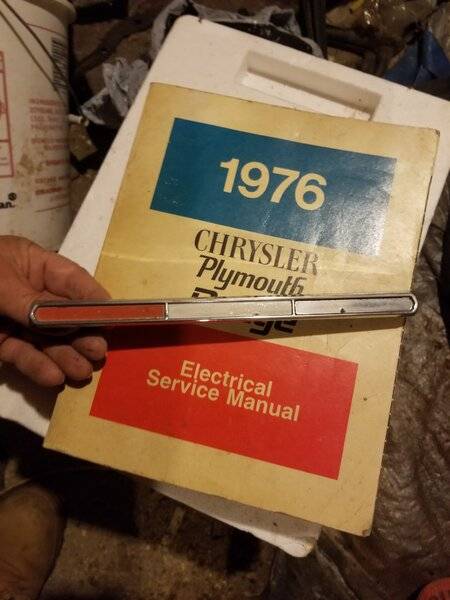 1976
CHRYSLER
Plymouth
Electrical
Service Manual